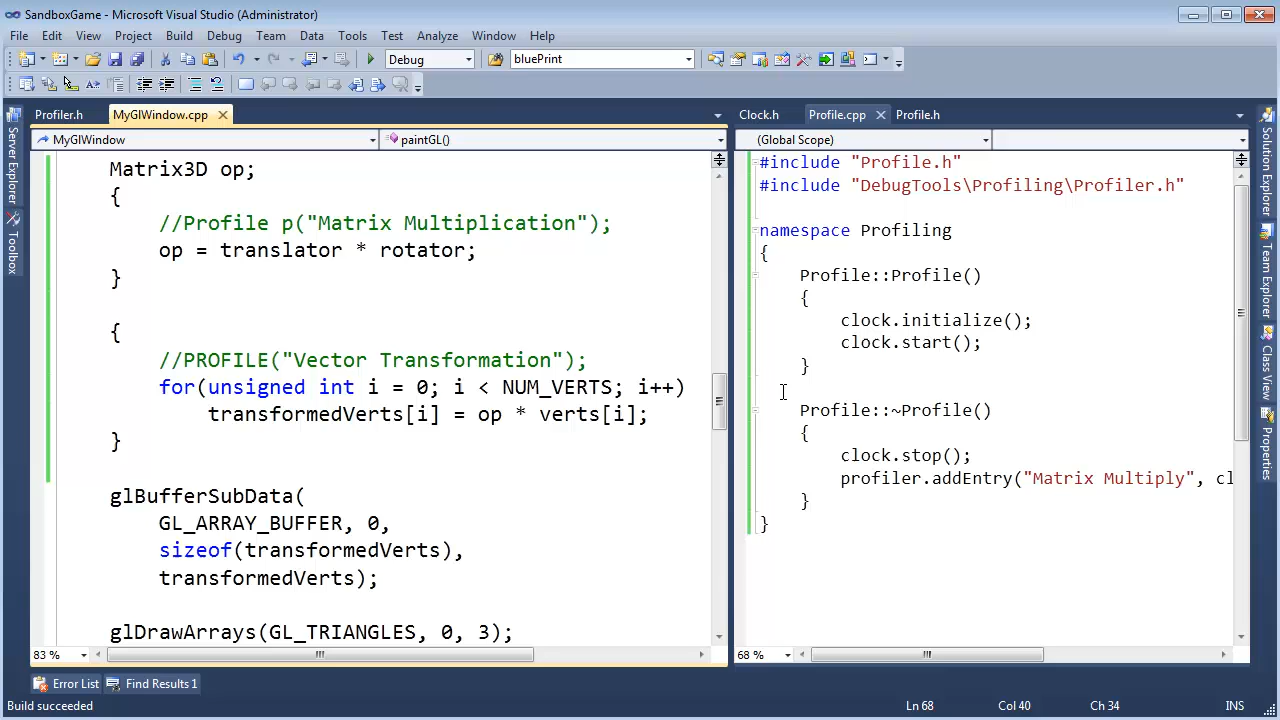 SandboxGame - Microsoft Visual Studio (Administrator)
File Edit View Project Build Debug Team Data Tools Test Analyze Window Help
Debug bluePrint
Profiler.h MyGlWindow.cpp
Clock.h Profile.cpp Profile.h
MyGlWindow paintGL()
(Global Scope)
Server Explorer
Toolbox
Matrix3D op;
{
//Profile p("Matrix Multiplication");
op = translator * rotator;
}
{
//PROFILE("Vector Transformation");
for(unsigned int i = 0; i < NUM_VERTS; i++)
transformedVerts[i] = op * verts[i];
}
glBufferSubData(
GL_ARRAY_BUFFER, 0,
sizeof(transformedVerts),
transformedVerts);
glDrawArrays(GL_TRIANGLES, 0, 3);
83 %
#include "Profile.h"
#include "DebugTools\Profiling\Profiler.h"
namespace Profiling
{
Profile::Profile()
{
clock.initialize();
clock.start();
}
Profile::~Profile()
{
clock.stop();
profiler.addEntry("Matrix Multiply", cl
}
}
68 %
Solution Explorer
Team Explorer
Class View
Properties
Error List Find Results 1
Build succeeded Ln 68 Col 40 Ch 34 INS